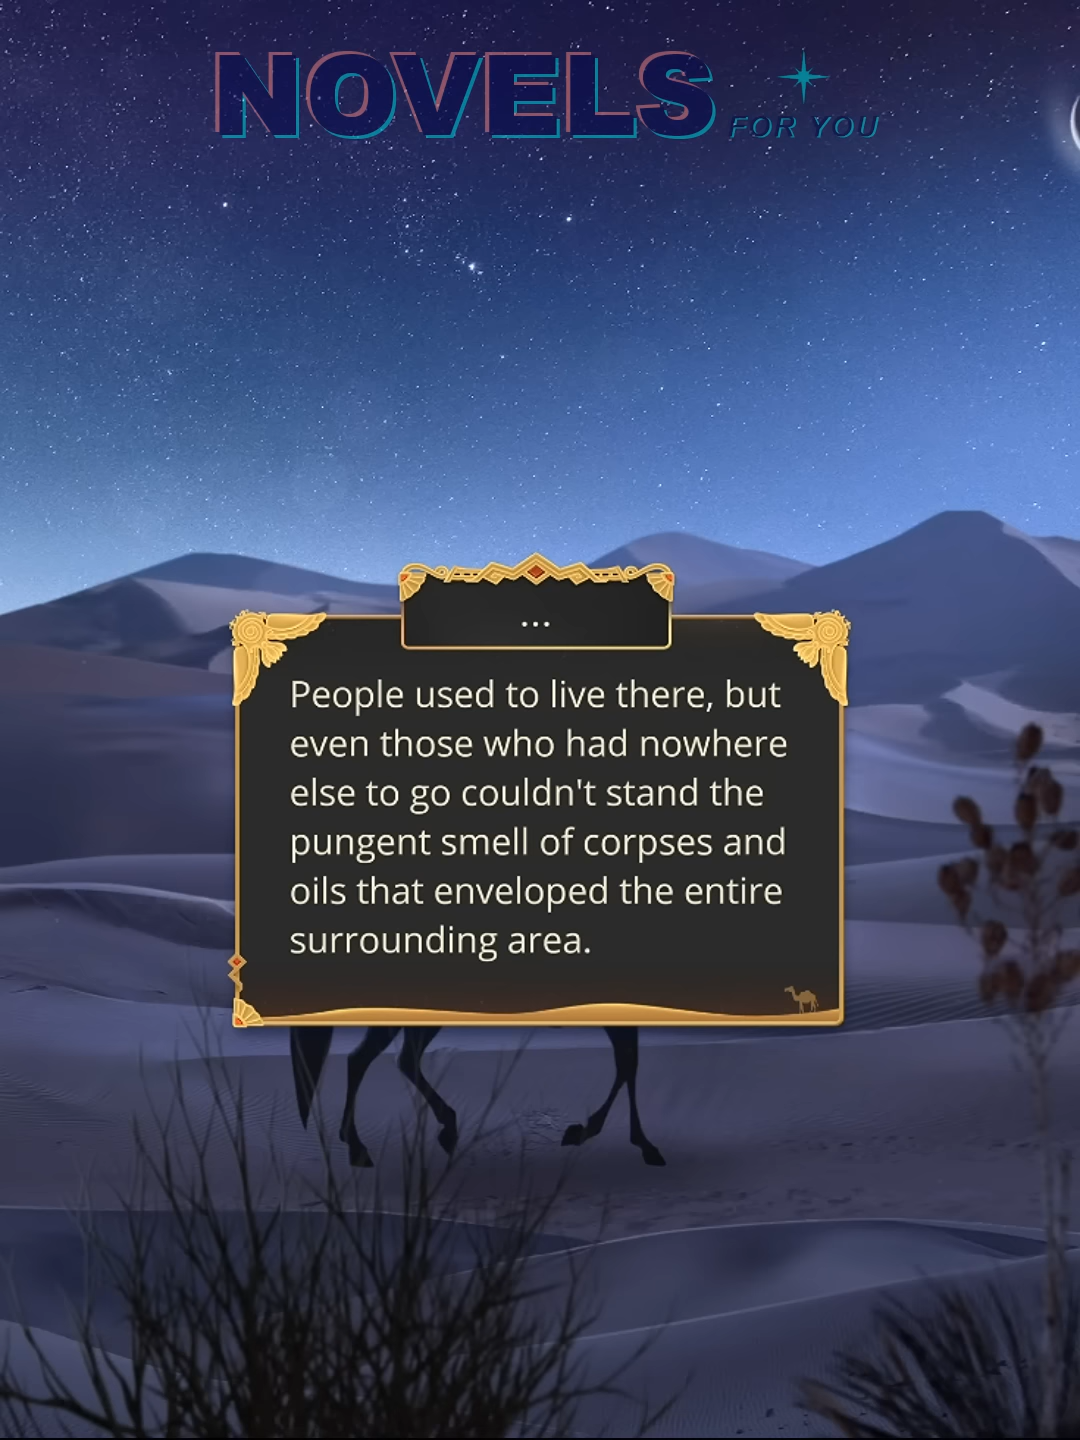 NOVELS
FOR YOU
...
People used to live there, but
even those who had nowhere
else to go couldn't stand the
pungent smell of corpses and
oils that enveloped the entire
surrounding area.